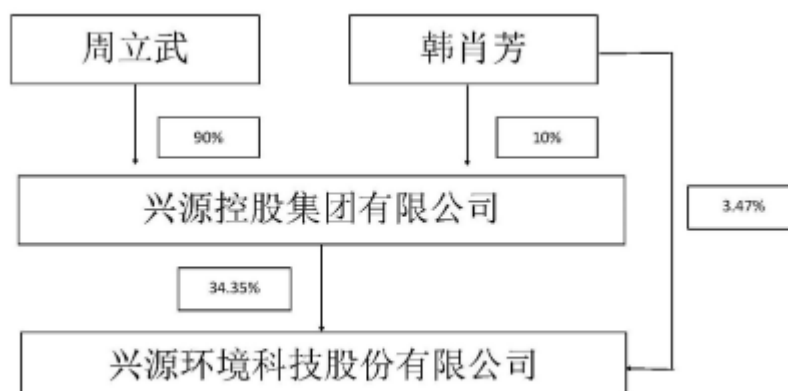 周立武
韩肖芳
90%
10%
兴源控股集团有限公司
3.47%
34.35%
兴源环境科技股份有限公司